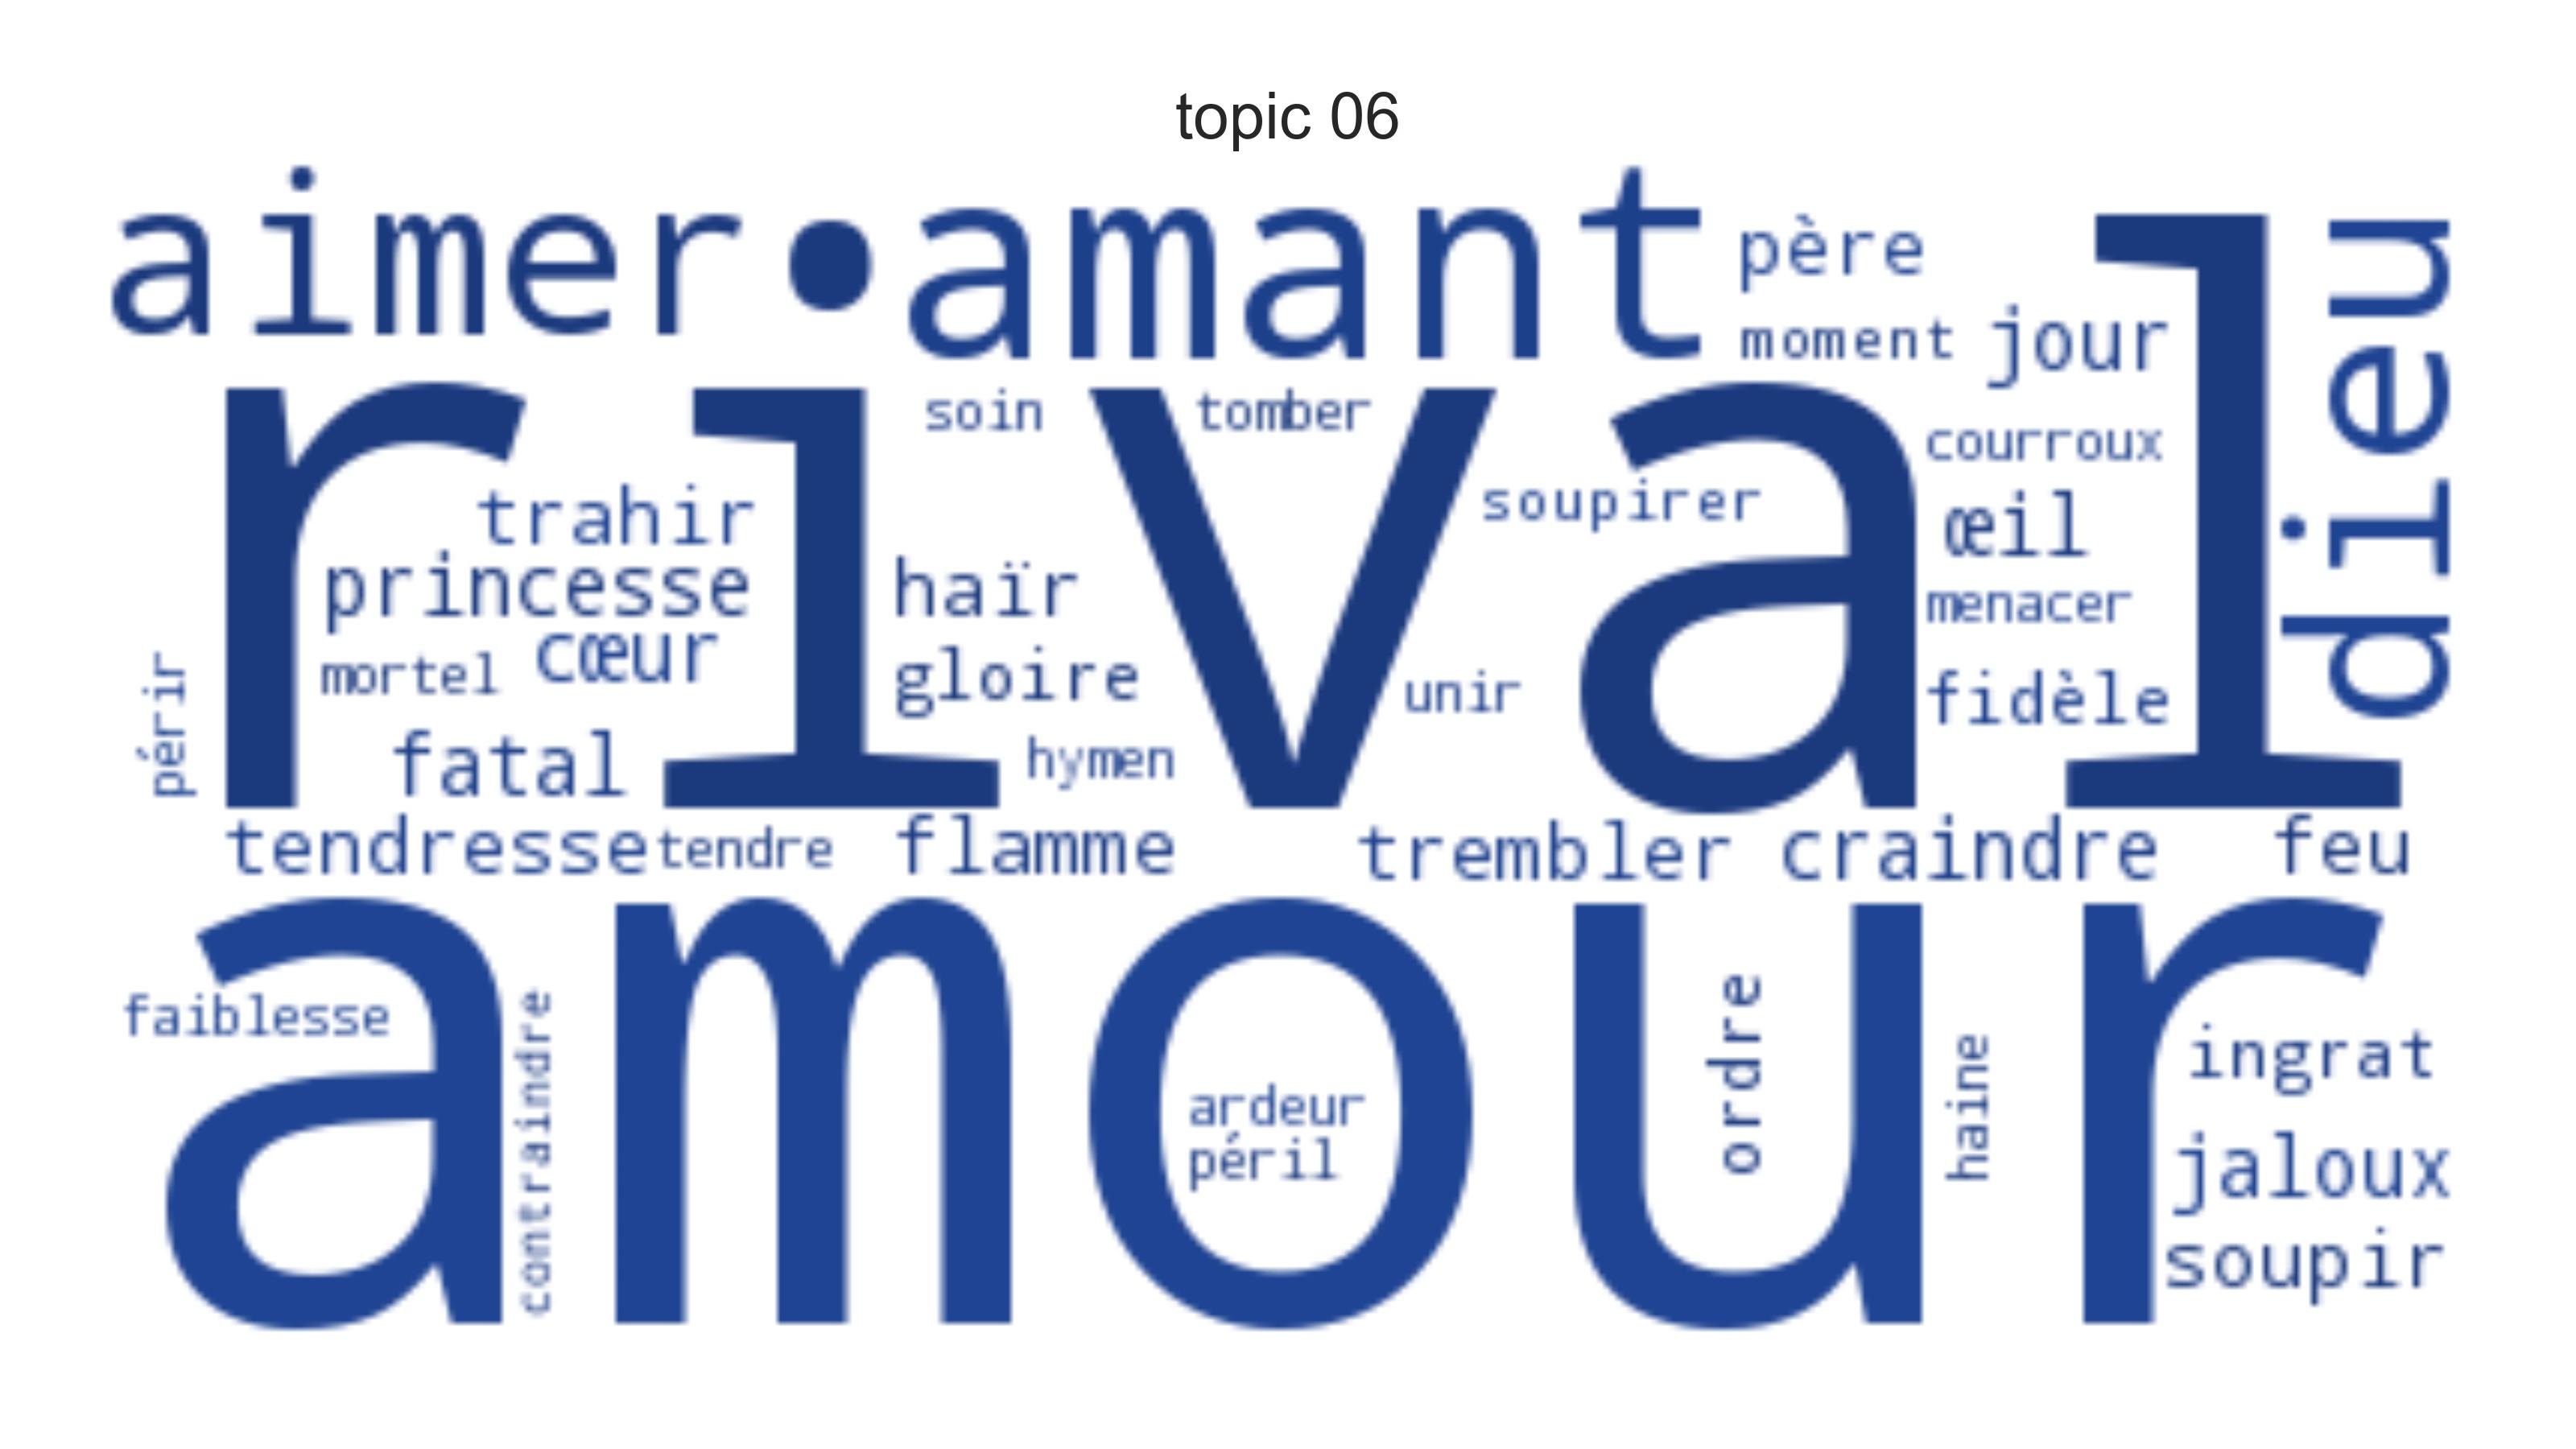 topic 06
aimer amant
père
moment jour
dieu
rival
soin tomber
courroux
soupirer
trahir
œil
princesse
haïr
menacer
mortel cœur
gloire
unir
fidèle
périr
fatal
hymen
tendresse tendre flamme trembler craindre feu
amour
faiblesse
contraindre
ardeur
péril
ordre
haine
ingrat
jaloux
soupir